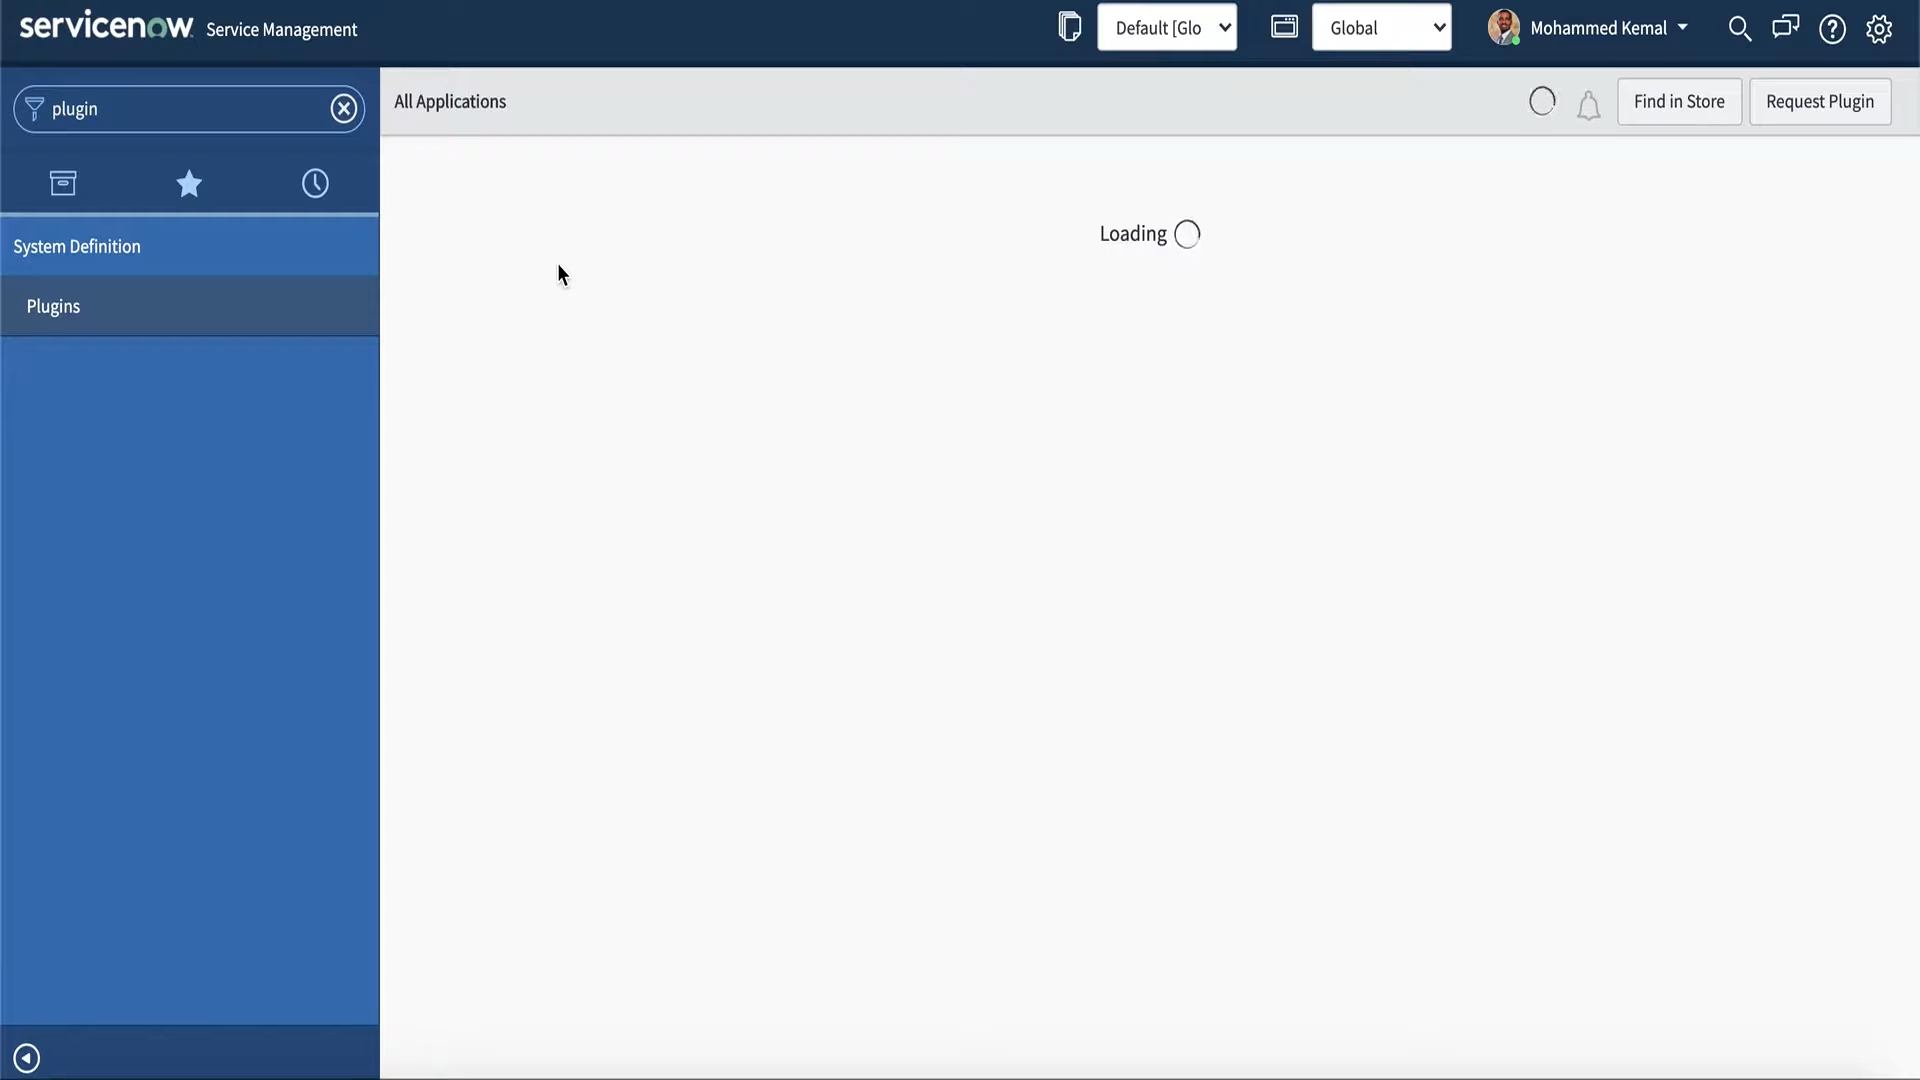 servicenow Service Management
Default [Glo
Global
Mohammed Kemal
plugin
All Applications
Find in Store
Request Plugin
System Definition
Loading
Plugins